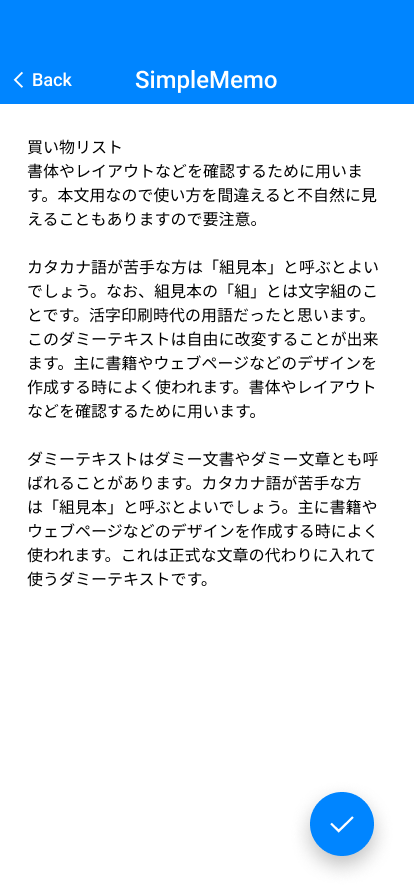 Back
SimpleMemo
買い物リスト
書体やレイアウトなどを確認するために用いま
す。本文用なので使い方を間違えると不自然に見
えることもありますので要注意。
カタカナ語が苦手な方は「組見本」と呼ぶとよい
でしょう。なお、組見本の「組」とは文字組のこ
とです。活字印刷時代の用語だったと思います。
このダミーテキストは自由に改変することが出来
ます。主に書籍やウェブページなどのデザインを
作成する時によく使われます。書体やレイアウト
などを確認するために用います。
ダミーテキストはダミー文書やダミー文章とも呼
ばれることがあります。カタカナ語が苦手な方
は「組見本」と呼ぶとよいでしょう。主に書籍や
ウェブページなどのデザインを作成する時によく
使われます。これは正式な文章の代わりに入れて
使うダミーテキストです。